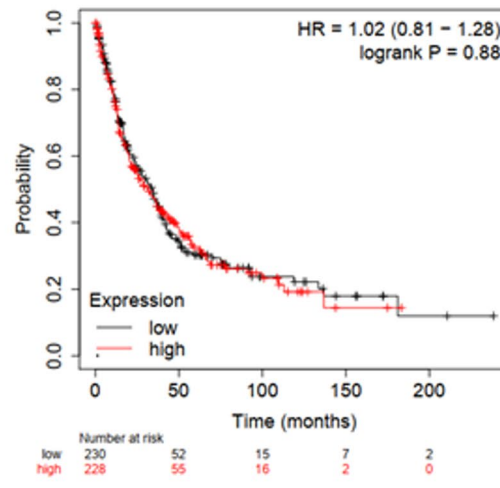 HR = 1.02 (0.81 − 1.28)
logrank P = 0.88
Probability
1.0
0.8
0.6
0.4
0.2
0.0
Expression
low
high
0 50 100 150 200
Time (months)
Number at risk
low 230 52 15 7 2
high 228 55 16 2 0